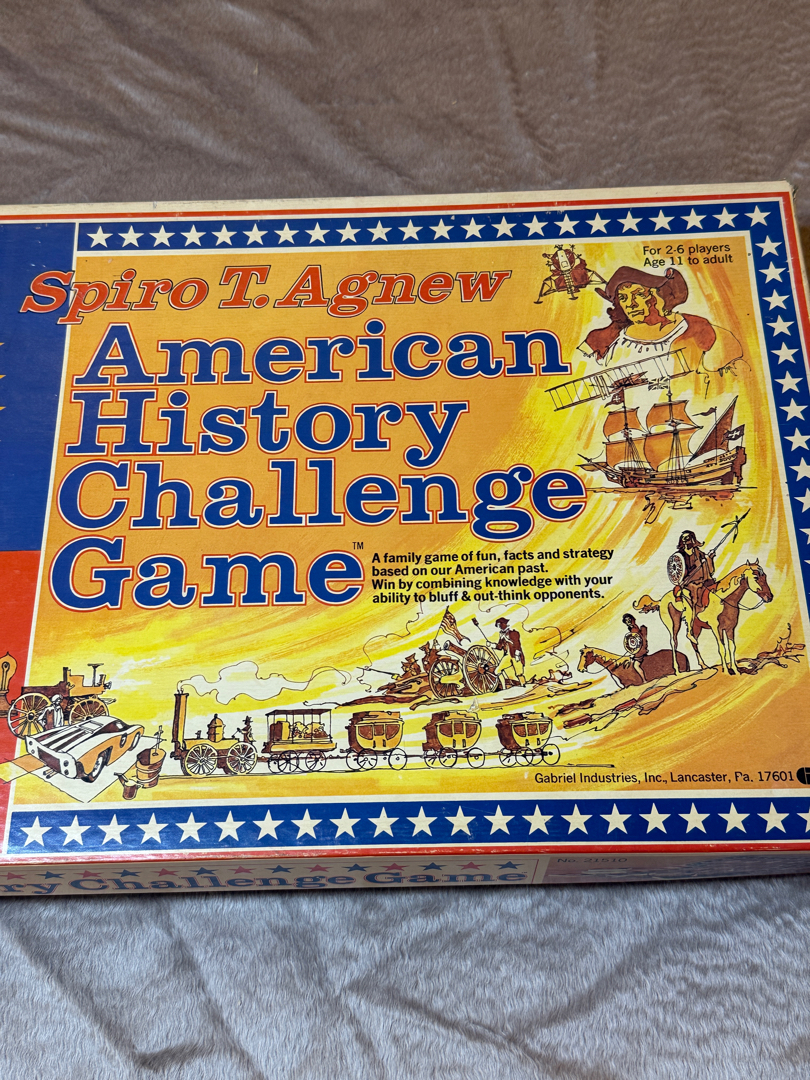 For 2-6 players
Age 11 to adult
Spiro T. Agnew
American
History
Challenge
Game™
A family game of fun, facts and strategy
based on our American past.
Win by combining knowledge with your
ability to bluff & out-think opponents.
Gabriel Industries, Inc., Lancaster, Pa. 17601
ry Challenge Game
No. 21510